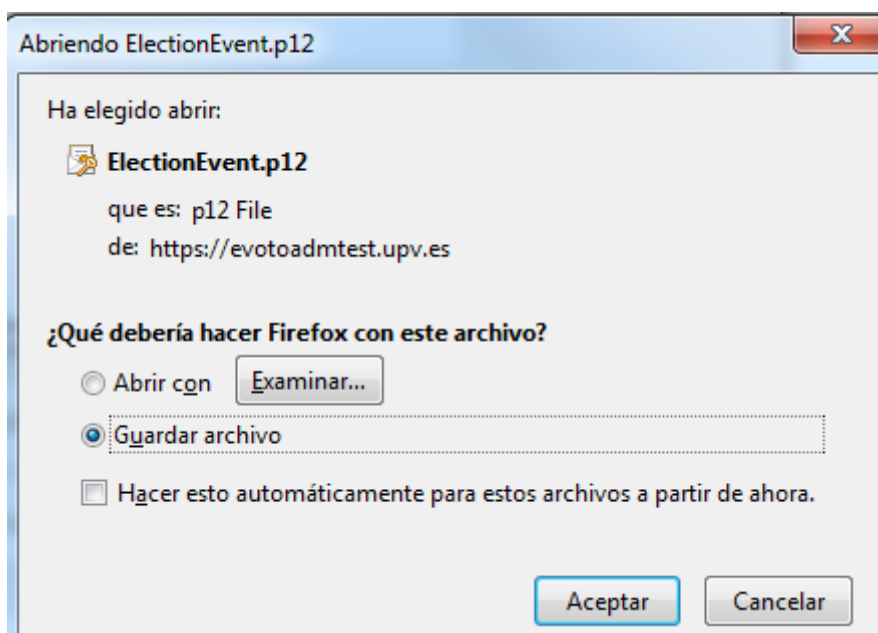 Abriendo ElectionEvent.p12
Ha elegido abrir:
ElectionEvent.p12
que es: p12 File
de: https://evotoadmtest.upv.es
¿Qué debería hacer Firefox con este archivo?
Abrir con Examinar...
Guardar archivo
Hacer esto automáticamente para estos archivos a partir de ahora.
Aceptar Cancelar